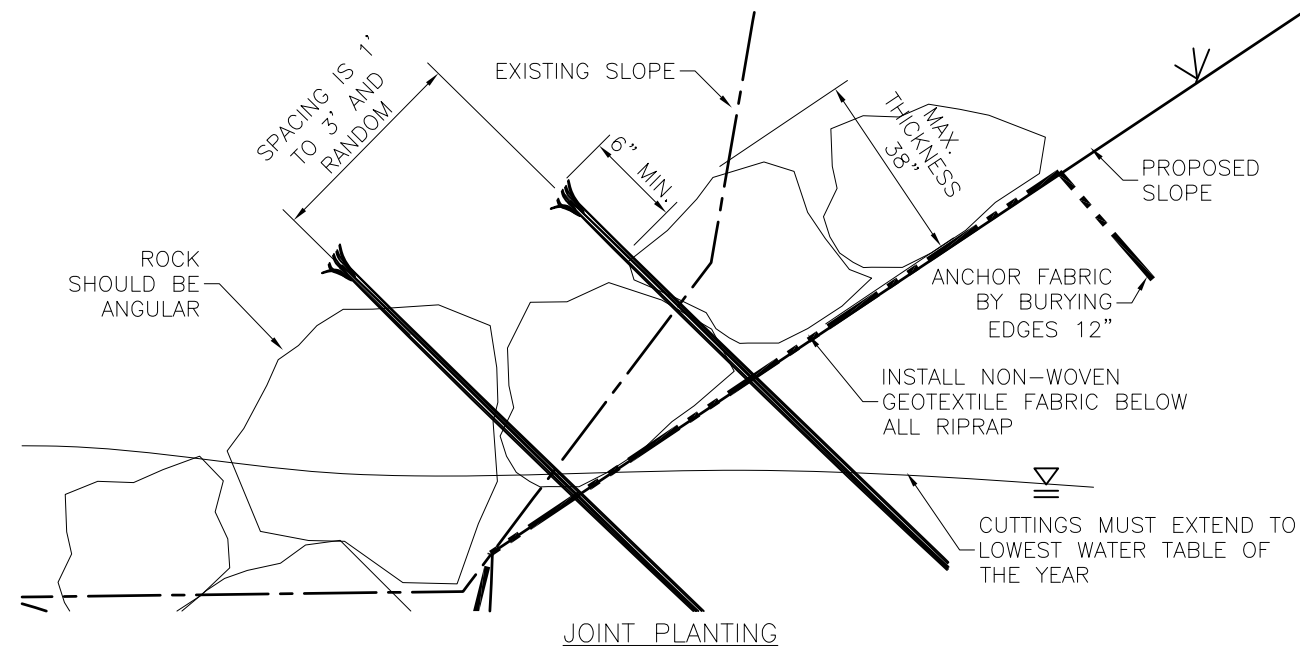 SPACING IS 1'
TO 3' AND
RANDOM
EXISTING SLOPE
6" MIN.
MAX.
THICKNESS
38"
PROPOSED
SLOPE
ROCK
SHOULD BE
ANGULAR
ANCHOR FABRIC
BY BURYING
EDGES 12"
INSTALL NON-WOVEN
GEOTEXTILE FABRIC BELOW
ALL RIPRAP
CUTTINGS MUST EXTEND TO
LOWEST WATER TABLE OF
THE YEAR
JOINT PLANTING